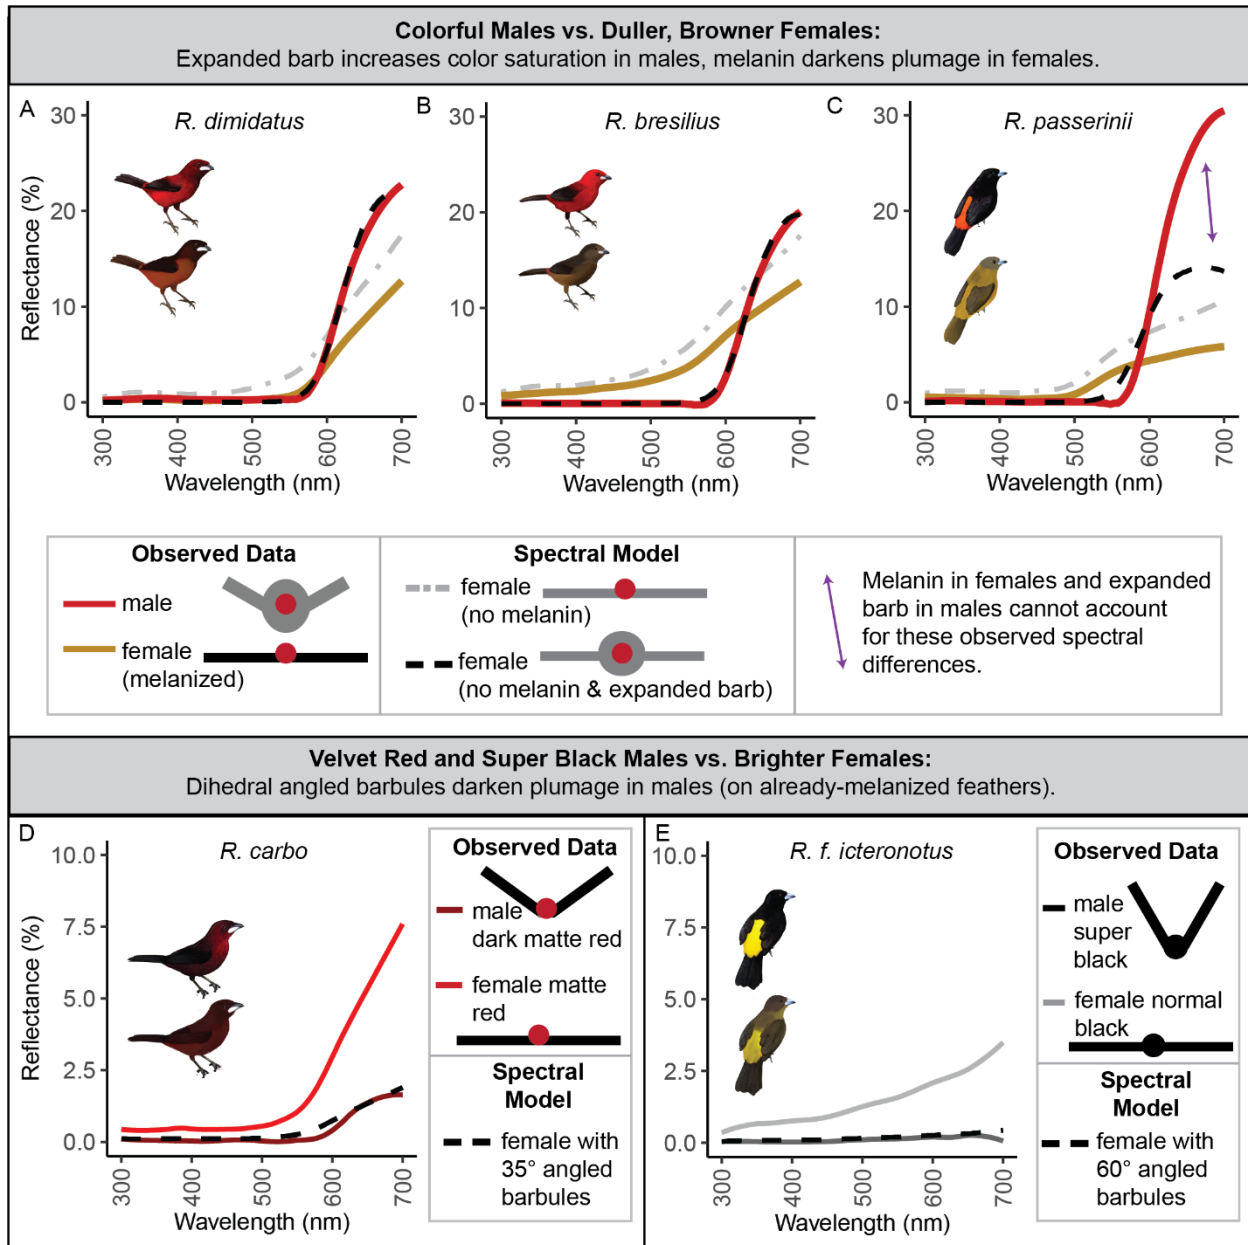 Colorful Males vs. Duller, Browner Females:
Expanded barb increases color saturation in males, melanin darkens plumage in females.
A
R. dimidatus
30
20
10
0
Reflectance (%)
300
400
500
600
700
Wavelength (nm)
B
R. bresilius
30
20
10
0
300
400
500
600
700
Wavelength (nm)
C
R. passerinii
30
20
10
0
300
400
500
600
700
Wavelength (nm)
Observed Data
male
female
(melanized)
Spectral Model
female
(no melanin)
female
(no melanin & expanded barb)
Melanin in females and expanded
barb in males cannot account
for these observed spectral
differences.
Velvet Red and Super Black Males vs. Brighter Females:
Dihedral angled barbules darken plumage in males (on already-melanized feathers).
D
R. carbo
10.0
7.5
5.0
2.5
0.0
Reflectance (%)
300
400
500
600
700
Wavelength (nm)
Observed Data
male
dark matte red
female matte
red
Spectral
Model
female with
35° angled
barbules
E
R. f. icteronotus
10.0
7.5
5.0
2.5
0.0
300
400
500
600
700
Wavelength (nm)
Observed Data
male
super
black
female normal
black
Spectral
Model
female with
60° angled
barbules